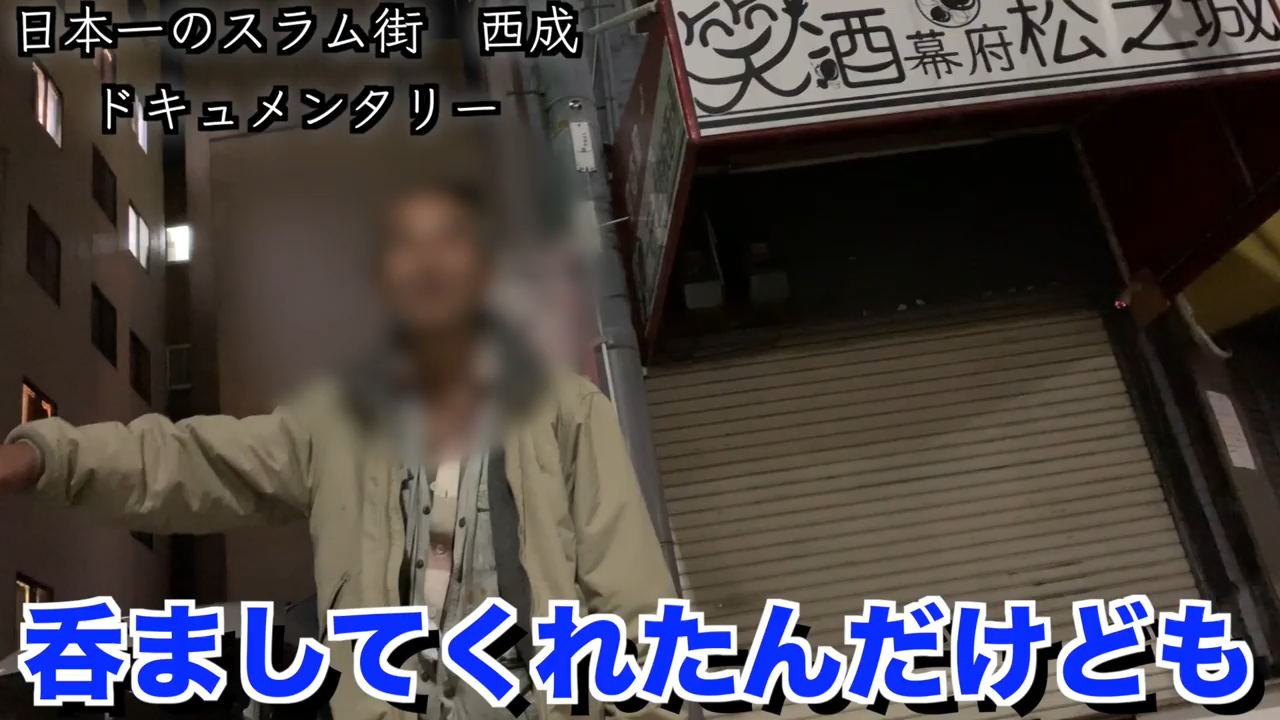 日本一のスラム街 西成
ドキュメンタリー
笑酒幕府松之城
呑ましてくれたんだけども